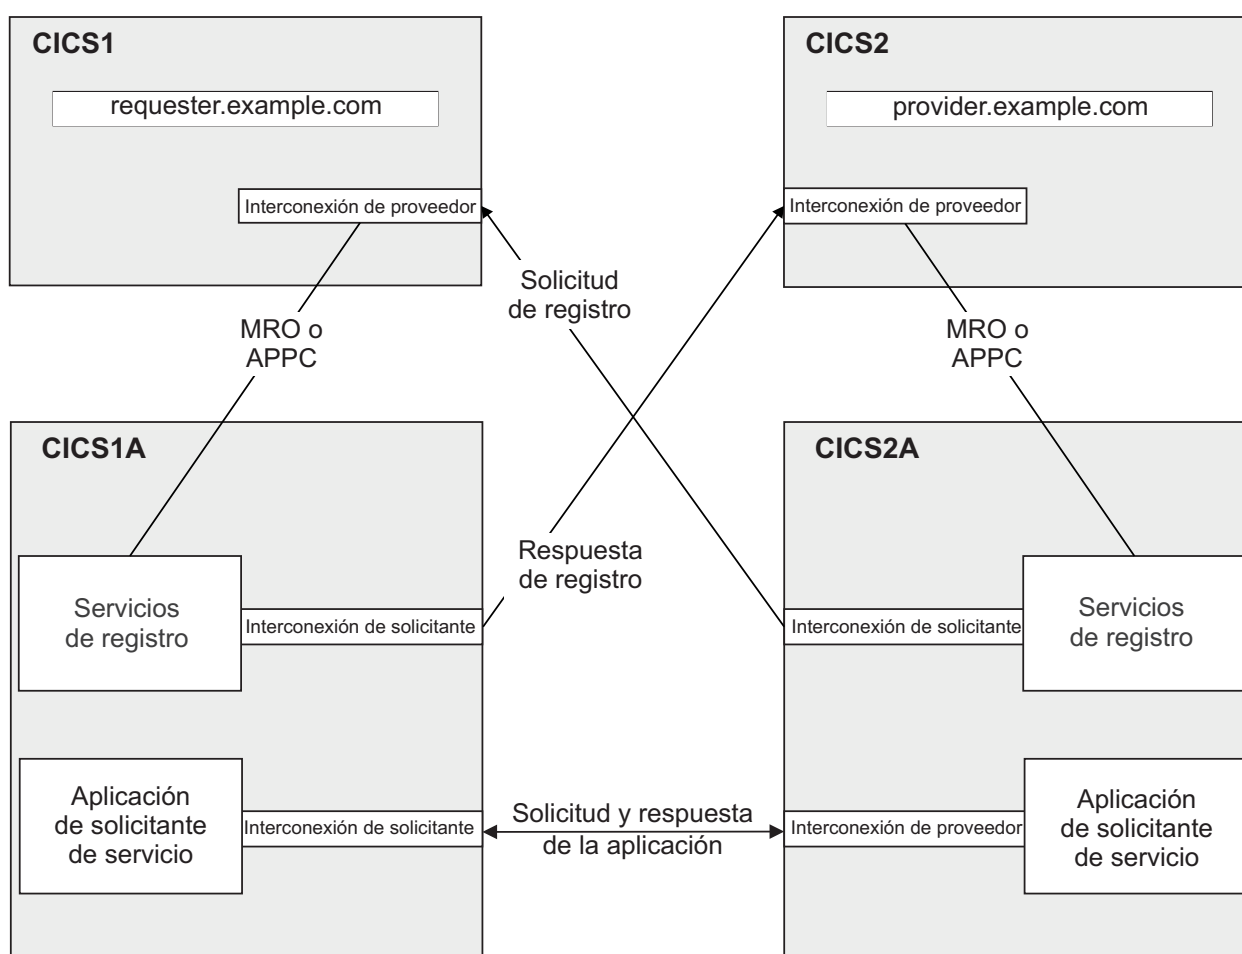 CICS1
requester.example.com
Interconexión de proveedor
CICS2
provider.example.com
Interconexión de proveedor
Solicitud
de registro
MRO o
APPC
MRO o
APPC
CICS1A
Servicios
de registro
Interconexión de solicitante
Respuesta
de registro
CICS2A
Interconexión de solicitante
Servicios
de registro
Aplicación
de solicitante
de servicio
Interconexión de solicitante
Solicitud y respuesta
de la aplicación
Interconexión de proveedor
Aplicación
de solicitante
de servicio